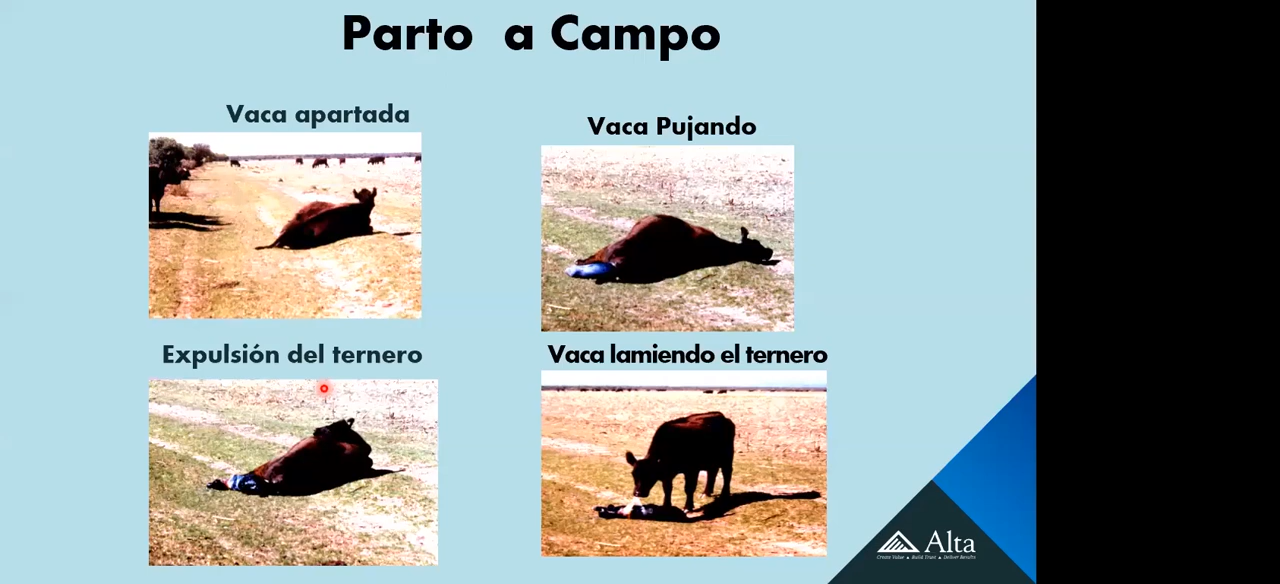 Parto a Campo
Vaca apartada
Vaca Pujando
Expulsión del ternero
Vaca lamiendo el ternero
Alta
Create Value ▲ Build Trust ▲ Deliver Results